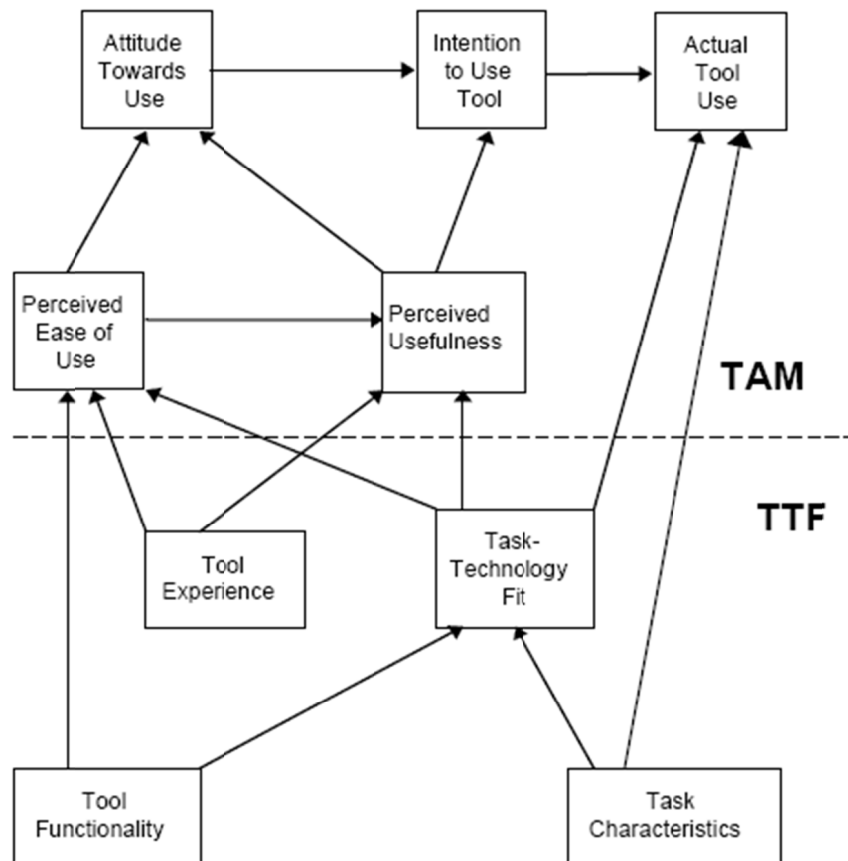 Attitude
Towards
Use
Intention
to Use
Tool
Actual
Tool
Use
Perceived
Ease of
Use
Perceived
Usefulness
TAM
TTF
Tool
Experience
Task-
Technology
Fit
Tool
Functionality
Task
Characteristics